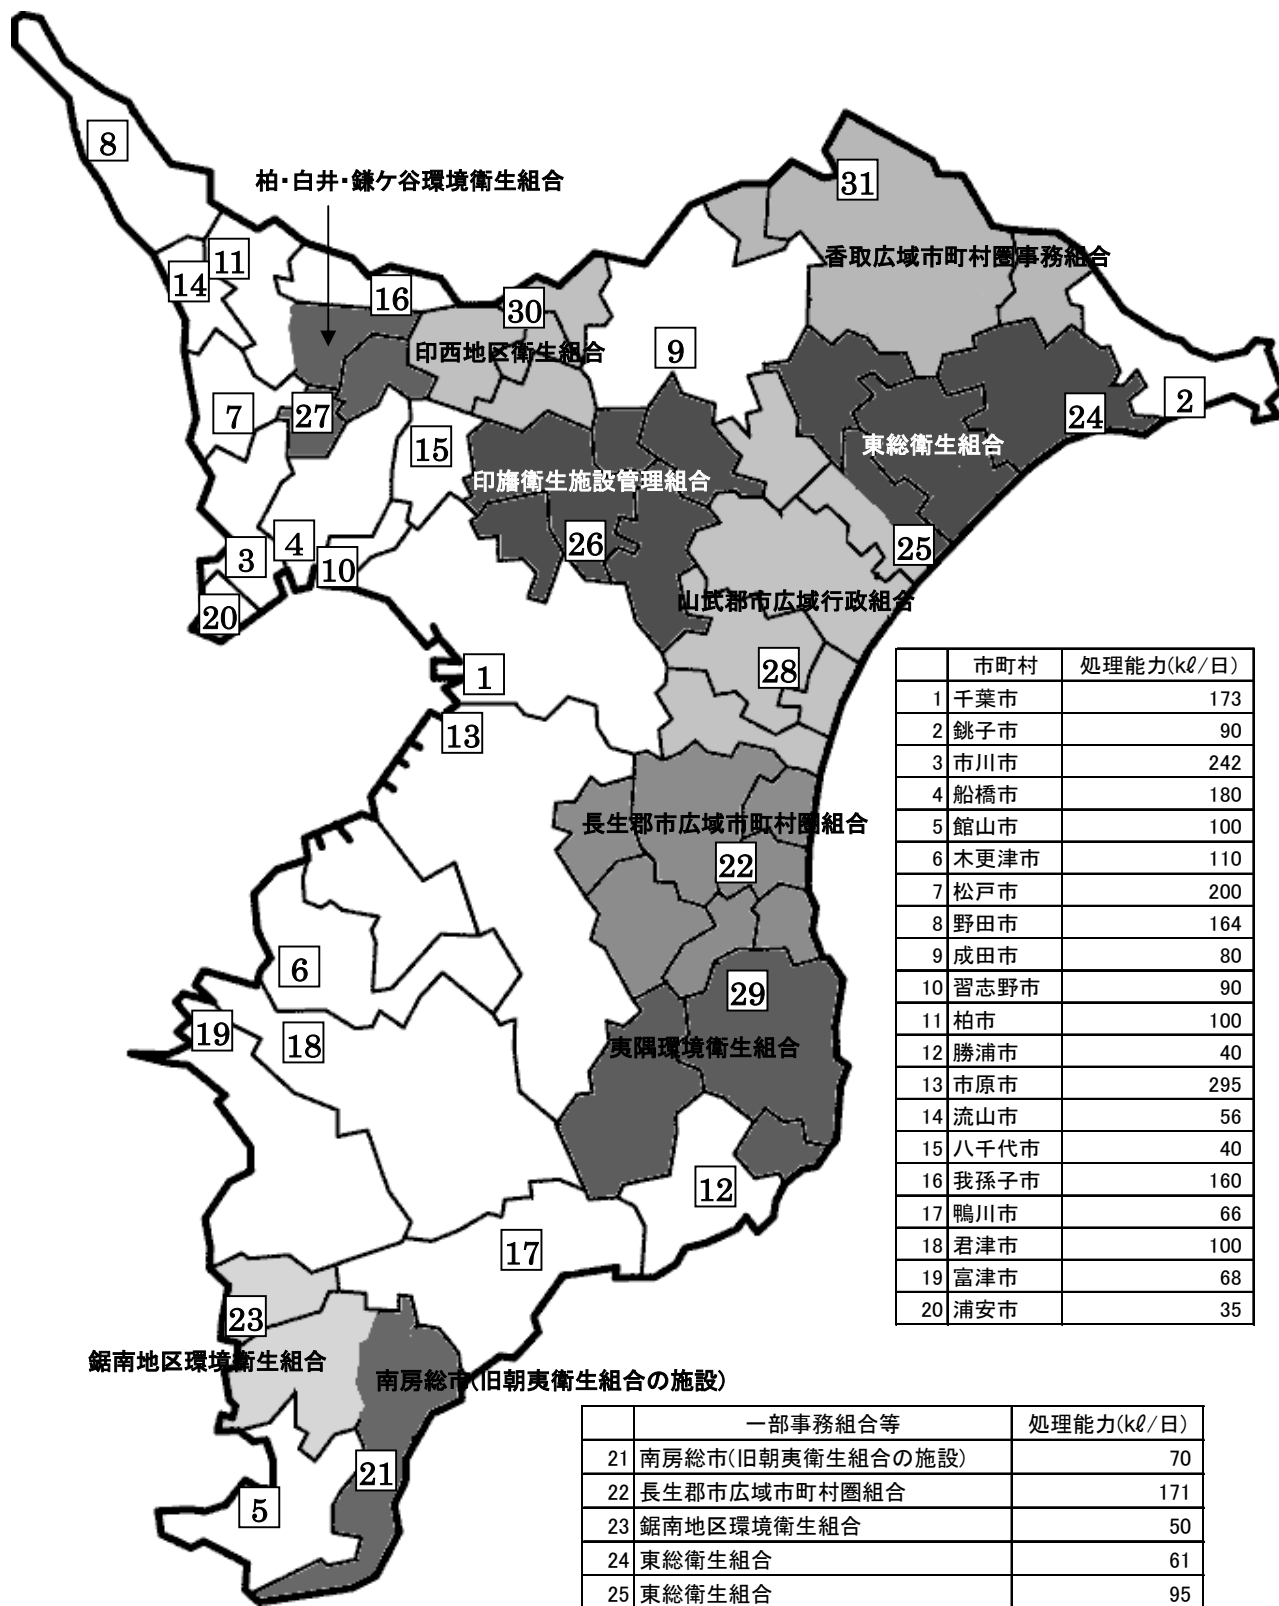 8
柏・白井・鎌ケ谷環境衛生組合
31
11
香取広域市町村圏事務組合
14
16
30
印西地区衛生組合
9
2
7
27
24
15
東総衛生組合
印旛衛生施設管理組合
26
25
4
3
10
山武郡市広域行政組合
20
28
1
13
長生郡市広域市町村圏組合
22
6
29
19
18
夷隅環境衛生組合
12
17
23
鋸南地区環境衛生組合
南房総市(旧朝夷衛生組合の施設)
21
5
市町村 処理能力(kℓ/日)
1 千葉市 173
2 銚子市 90
3 市川市 242
4 船橋市 180
5 館山市 100
6 木更津市 110
7 松戸市 200
8 野田市 164
9 成田市 80
10 習志野市 90
11 柏市 100
12 勝浦市 40
13 市原市 295
14 流山市 56
15 八千代市 40
16 我孫子市 160
17 鴨川市 66
18 君津市 100
19 富津市 68
20 浦安市 35
一部事務組合等 処理能力(kℓ/日)
21 南房総市(旧朝夷衛生組合の施設) 70
22 長生郡市広域市町村圏組合 171
23 鋸南地区環境衛生組合 50
24 東総衛生組合 61
25 東総衛生組合 95